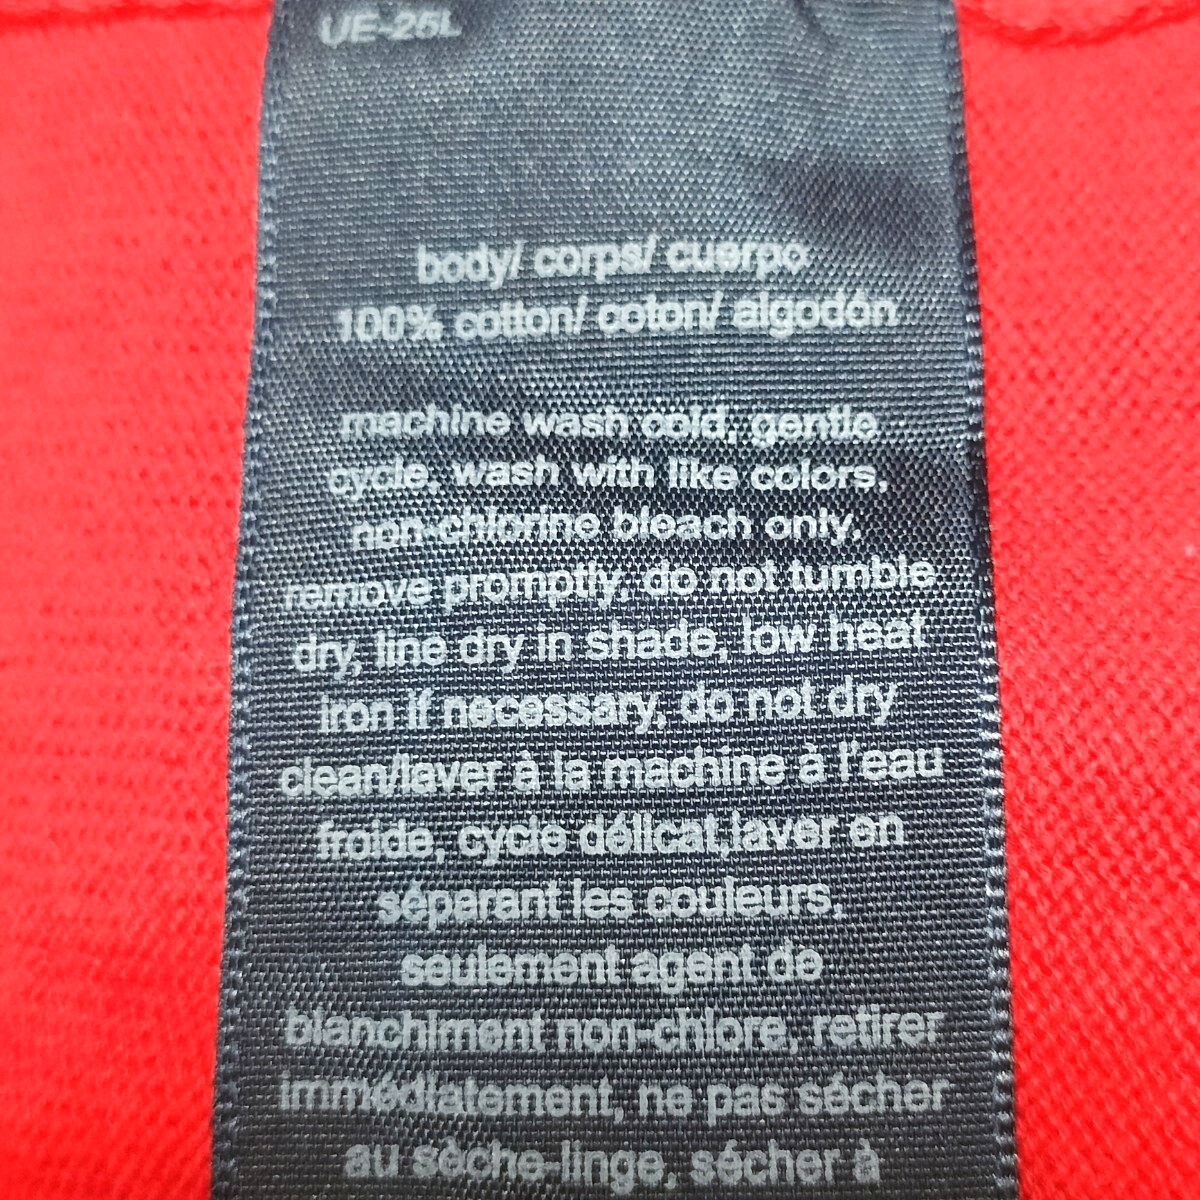 UE-25L
body/ corps/ cuerpo
100% cotton/ coton/ algodón
machine wash cold, gentle
cycle, wash with like colors,
non-chlorine bleach only,
remove promptly, do not tumble
dry, line dry in shade, low heat
iron if necessary, do not dry
clean/laver à la machine à l'eau
froide, cycle délicat,laver en
séparant les couleurs,
seulement agent de
blanchiment non-chlore, retirer
immédiatement, ne pas sécher
au sèche-linge, sécher à